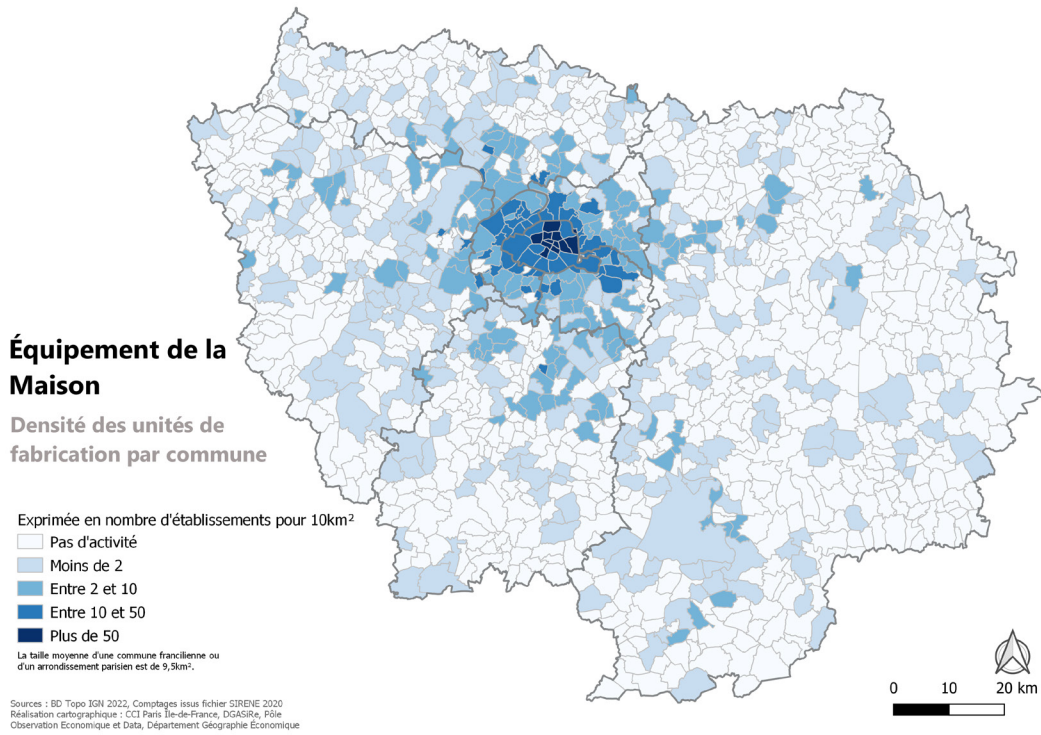 Équipement de la
Maison
Densité des unités de
fabrication par commune
Exprimée en nombre d'établissements pour 10km²
Pas d'activité
Moins de 2
Entre 2 et 10
Entre 10 et 50
Plus de 50
La taille moyenne d'une commune francilienne ou
d'un arrondissement parisien est de 9,5km².
Sources : BD Topo IGN 2022, Comptages issus fichier SIRENE 2020
Réalisation cartographique : CCI Paris Île-de-France, DGASiRe, Pôle
Observation Economique et Data, Département Géographie Économique
0 10 20 km